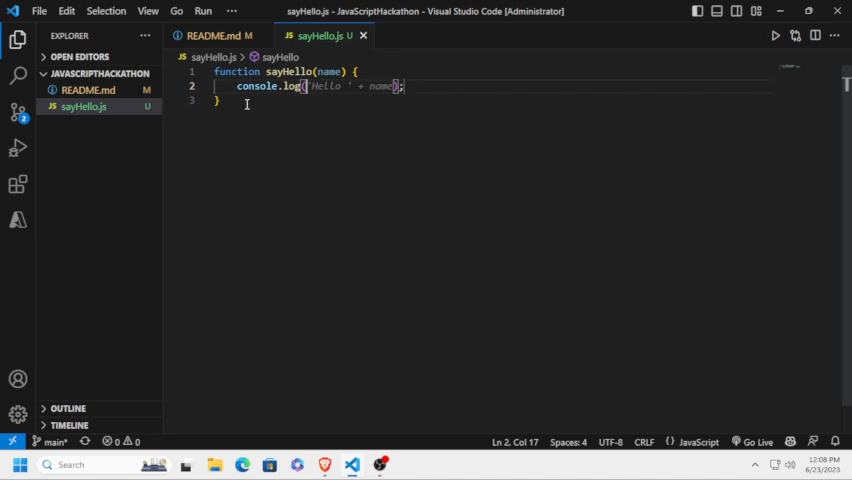 File Edit Selection View Go Run ··· sayHello.js - JavaScriptHackathon - Visual Studio Code [Administrator]
EXPLORER ···
README.md M
JS sayHello.js U
OPEN EDITORS
JAVASCRIPTHACKATHON
README.md M
JS sayHello.js U
OUTLINE
TIMELINE
JS sayHello.js > sayHello
1 function sayHello(name) {
2 console.log('Hello ' + name);
3 }
2
main* 0 0 Ln 2, Col 17 Spaces: 4 UTF-8 CRLF {} JavaScript Go Live
Search
12:08 PM
6/23/2023